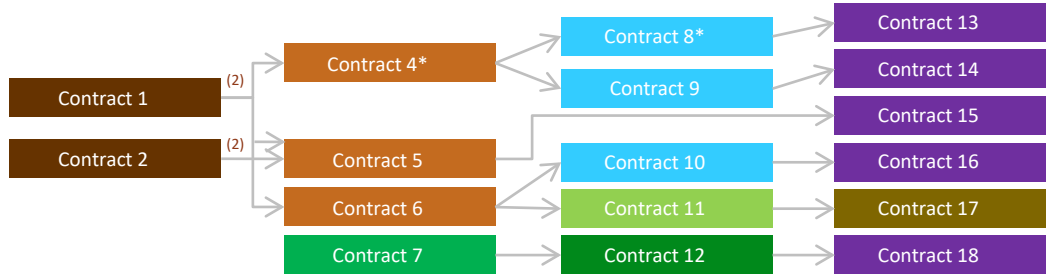 Contract 1
(2)
Contract 2
(2)
Contract 4*
Contract 5
Contract 6
Contract 7
Contract 8*
Contract 9
Contract 10
Contract 11
Contract 12
Contract 13
Contract 14
Contract 15
Contract 16
Contract 17
Contract 18